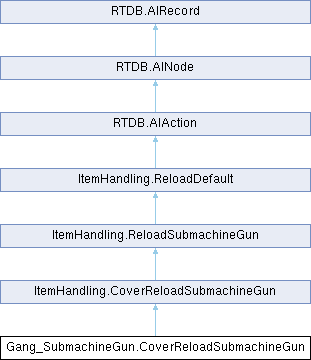 RTDB.AIRecord
RTDB.AINode
RTDB.AIAction
ItemHandling.ReloadDefault
ItemHandling.ReloadSubmachineGun
ItemHandling.CoverReloadSubmachineGun
Gang_SubmachineGun.CoverReloadSubmachineGun